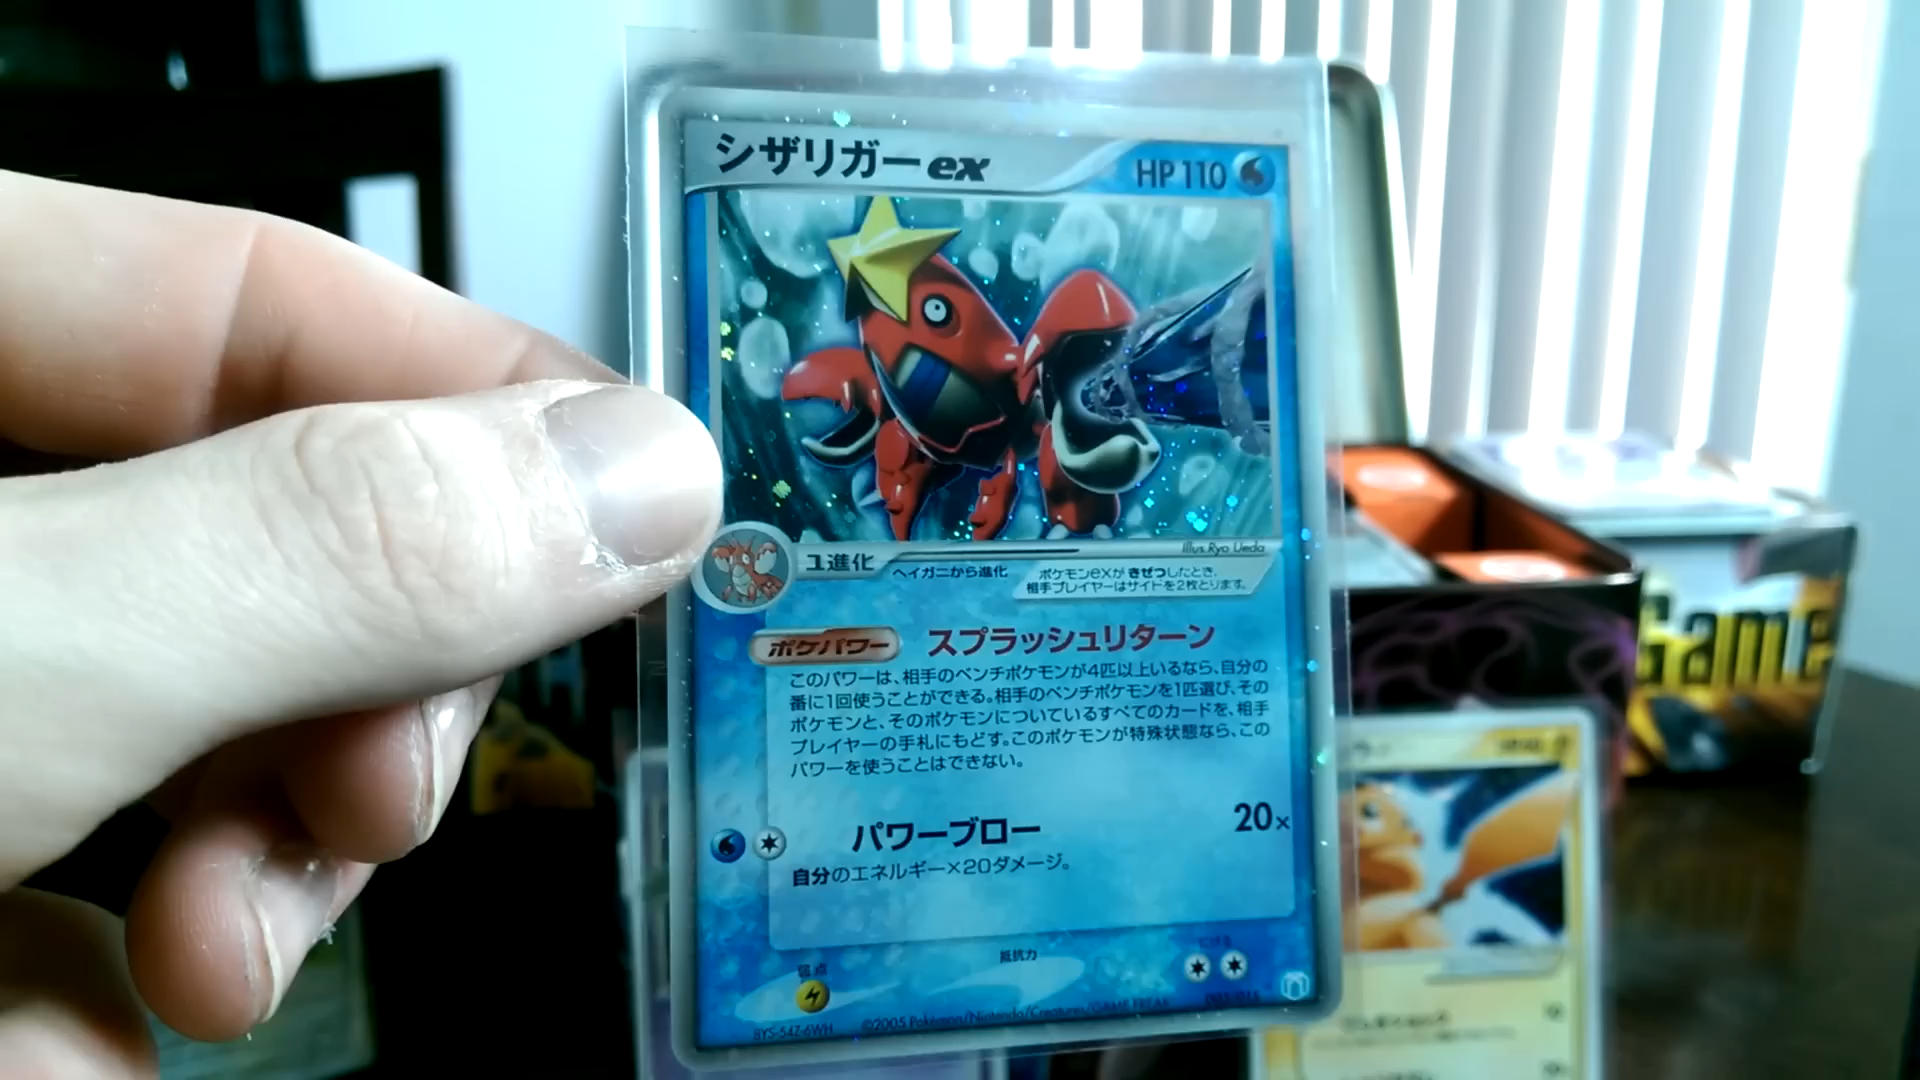 シザリガーex
HP 110
Illus. Ryo Ueda
1進化
ヘイガニから進化
ポケモンexがきぜつしたとき、
相手プレイヤーはサイドを2枚とります。
ポケパワー スプラッシュリターン
このパワーは、相手のベンチポケモンが4匹以上いるなら、自分の
番に1回使うことができる。相手のベンチポケモンを1匹選び、その
ポケモンと、そのポケモンについているすべてのカードを、相手
プレイヤーの手札にもどす。このポケモンが特殊状態なら、この
パワーを使うことはできない。
パワーブロー 20×
自分のエネルギー×20ダメージ。
弱点
抵抗力
にげる
BYS-54Z-6WH
©2005 Pokémon/Nintendo/Creatures/GAME FREAK
Game